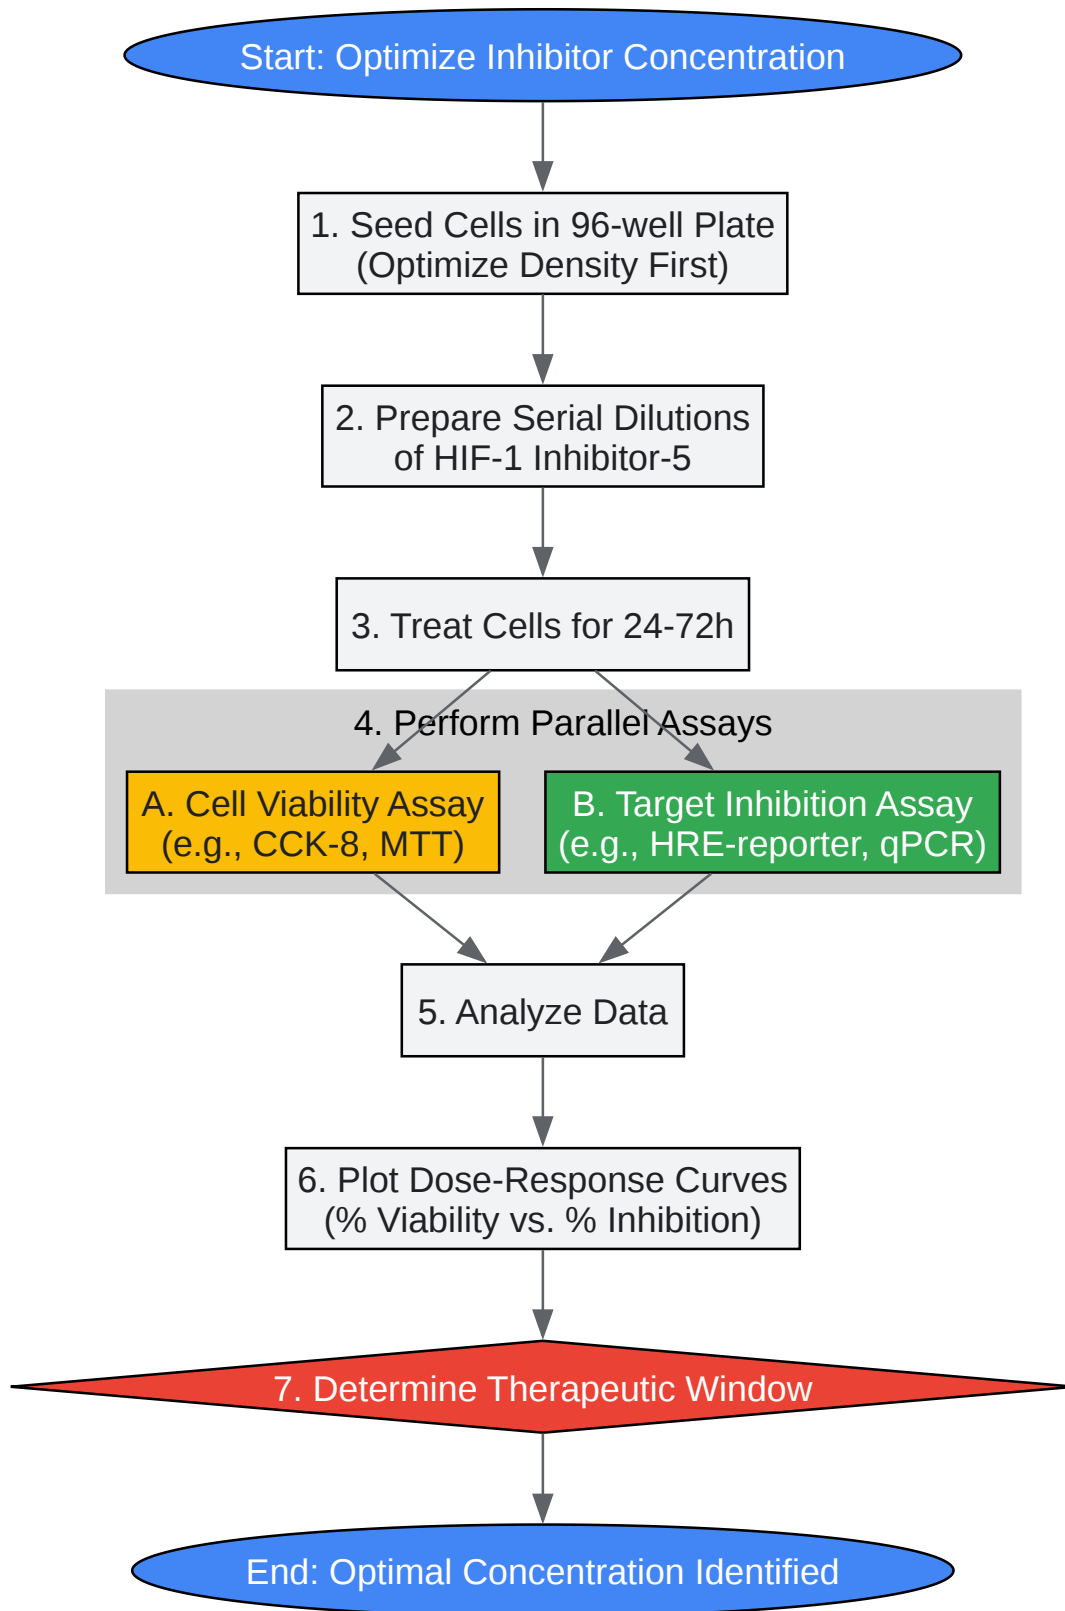 Start: Optimize Inhibitor Concentration
1. Seed Cells in 96-well Plate
(Optimize Density First)
2. Prepare Serial Dilutions
of HIF-1 Inhibitor-5
3. Treat Cells for 24-72h
4. Perform Parallel Assays
A. Cell Viability Assay
(e.g., CCK-8, MTT)
B. Target Inhibition Assay
(e.g., HRE-reporter, qPCR)
5. Analyze Data
6. Plot Dose-Response Curves
(% Viability vs. % Inhibition)
7. Determine Therapeutic Window
End: Optimal Concentration Identified